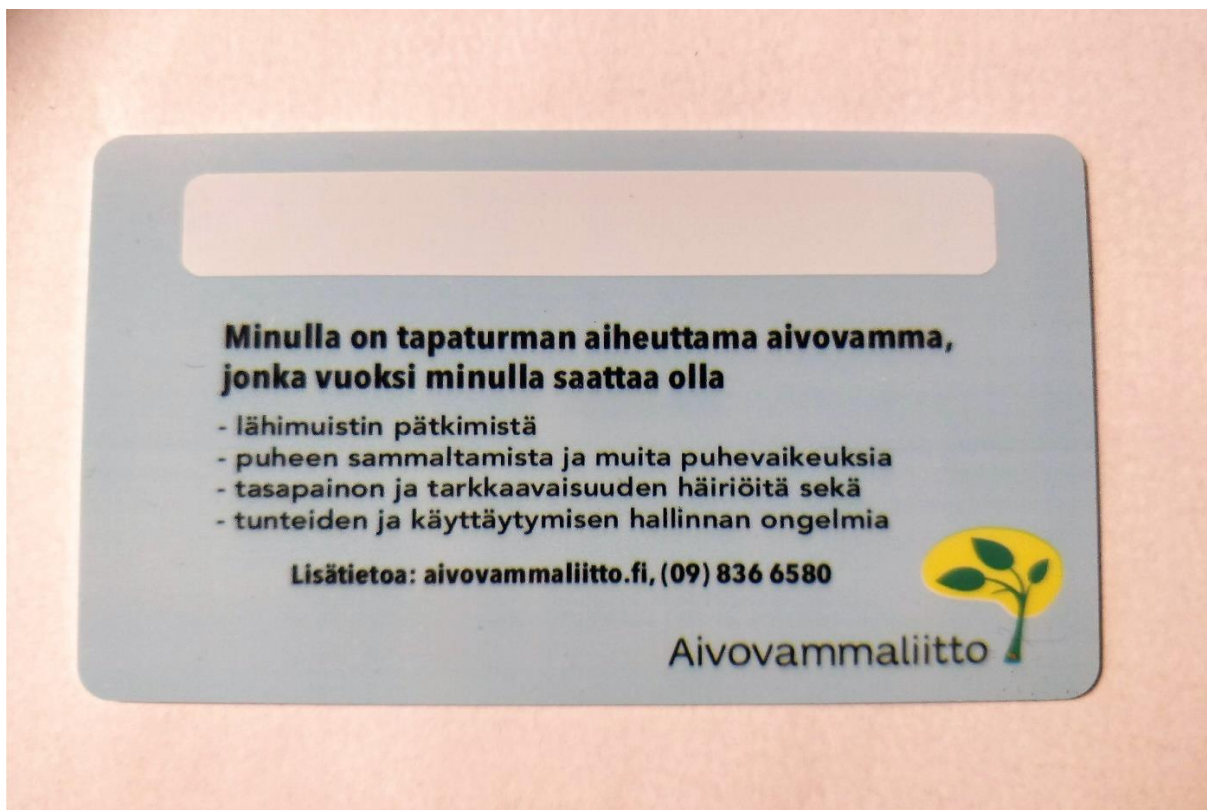 Minulla on tapaturman aiheuttama aivovamma,
jonka vuoksi minulla saattaa olla
- lähimuistin pätkimistä
- puheen sammaltamista ja muita puhevaikeuksia
- tasapainon ja tarkkaavaisuuden häiriöitä sekä
- tunteiden ja käyttäytymisen hallinnan ongelmia
Lisätietoa: aivovammaliitto.fi, (09) 836 6580
Aivovammaliitto